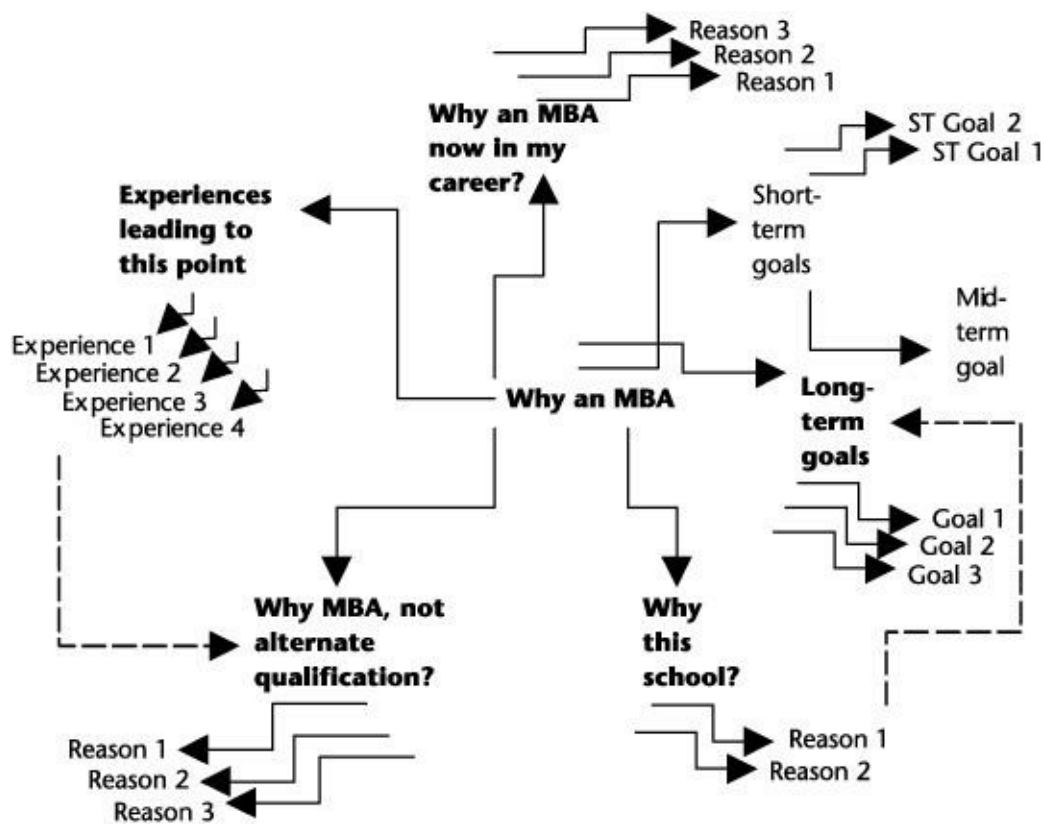 Reason 3
Reason 2
Reason 1
Why an MBA
now in my
career?
ST Goal 2
ST Goal 1
Experiences
leading to
this point
Short-
term
goals
Mid-
term
goal
Experience 1
Experience 2
Experience 3
Experience 4
Why an MBA
Long-
term
goals
Goal 1
Goal 2
Goal 3
Why MBA, not
alternate
qualification?
Why
this
school?
Reason 1
Reason 2
Reason 3
Reason 1
Reason 2